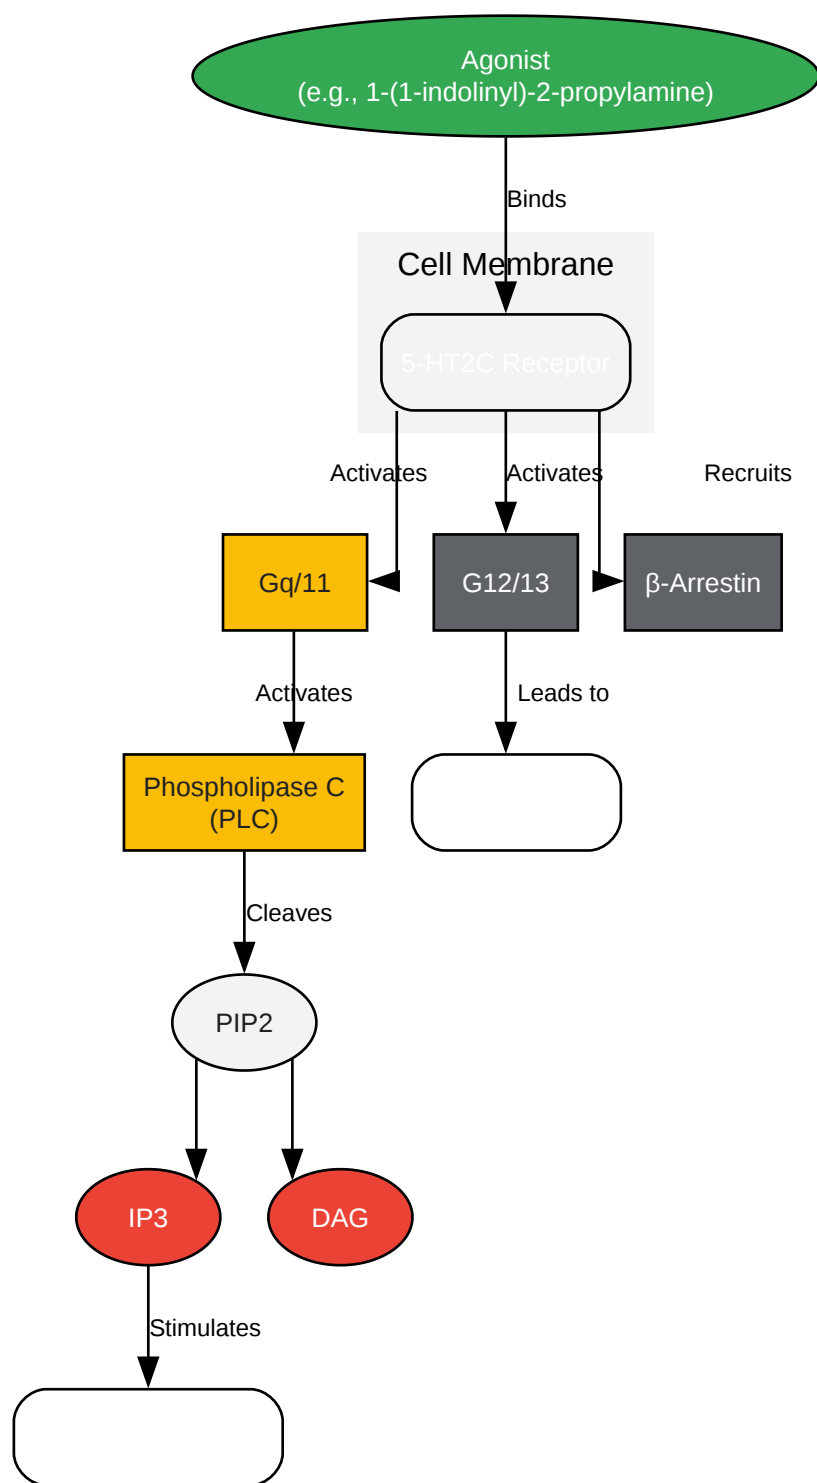 Agonist
(e.g., 1-(1-indolinyl)-2-propylamine)
Binds
Cell Membrane
5-HT2C Receptor
Activates
Activates
Recruits
Gq/11
G12/13
β-Arrestin
Activates
Leads to
Phospholipase C
(PLC)
Cleaves
PIP2
IP3
DAG
Stimulates